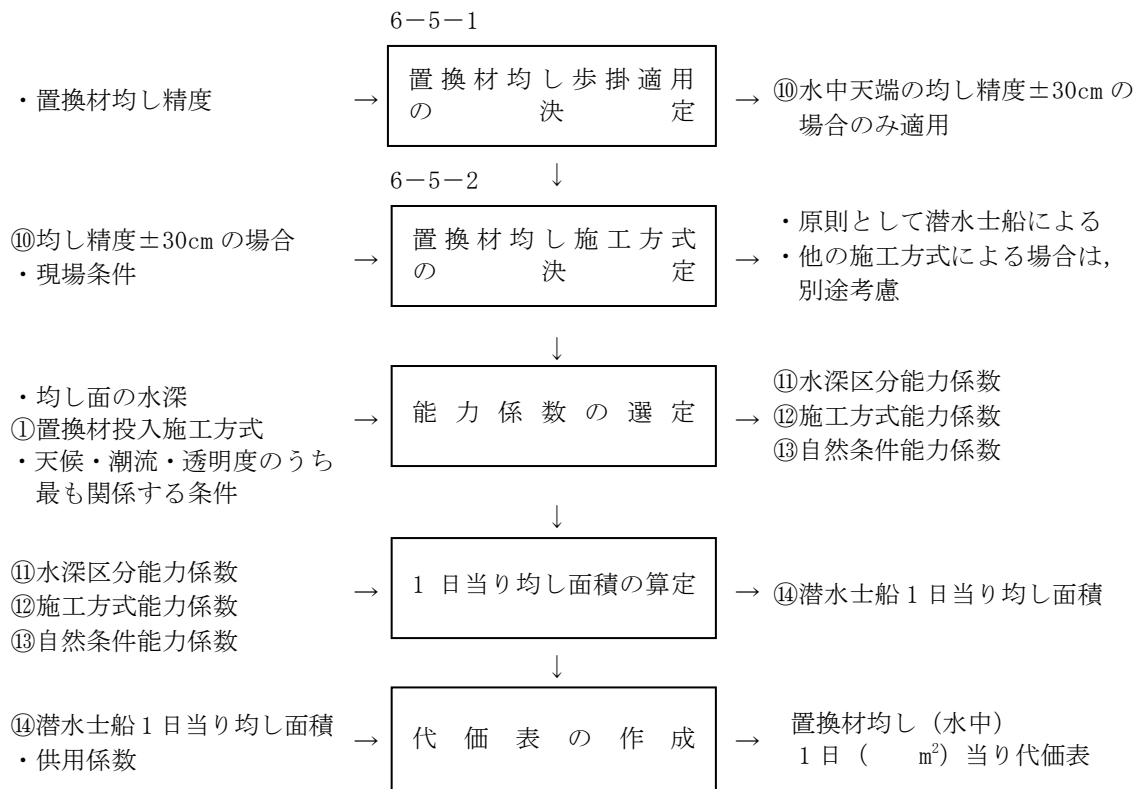 6-5-1
・置換材均し精度
→
置換材均し歩掛適用
の決定
→
⑩水中天端の均し精度±30cmの
場合のみ適用
↓
6-5-2
⑩均し精度±30cmの場合
・現場条件
→
置換材均し施工方式
の決定
→
・原則として潜水士船による
・他の施工方式による場合は，
別途考慮
↓
・均し面の水深
①置換材投入施工方式
・天候・潮流・透明度のうち
最も関係する条件
→
能力係数の選定
→
⑪水深区分能力係数
⑫施工方式能力係数
⑬自然条件能力係数
↓
⑪水深区分能力係数
⑫施工方式能力係数
⑬自然条件能力係数
→
1日当り均し面積の算定
→
⑭潜水士船1日当り均し面積
↓
⑭潜水士船1日当り均し面積
・供用係数
→
代価表の作成
→
置換材均し（水中）
1日（　　m²）当り代価表